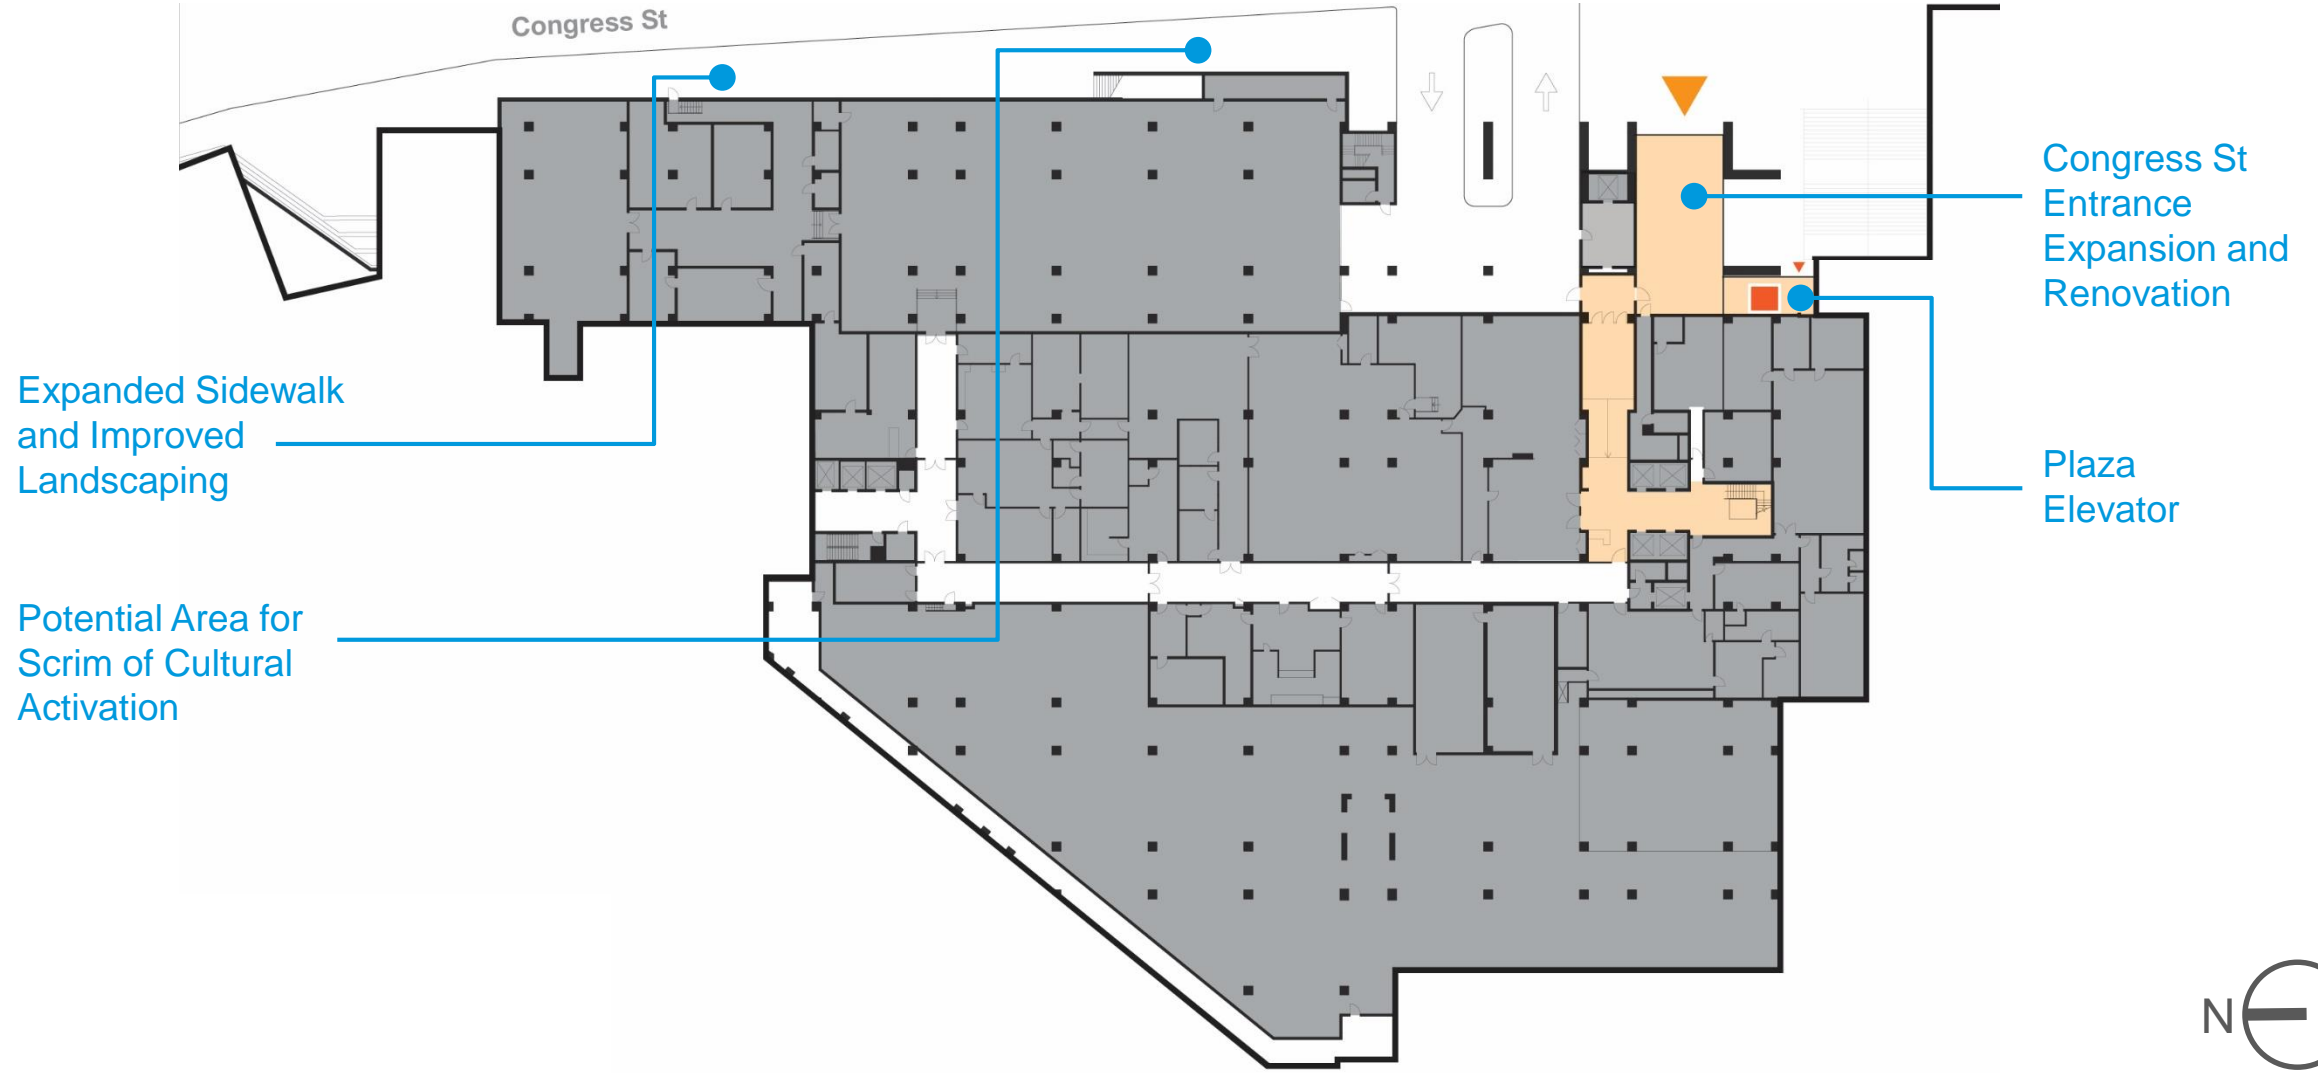 Congress St
Congress St
Entrance
Expansion and
Renovation
Expanded Sidewalk
and Improved
Landscaping
Plaza
Elevator
Potential Area for
Scrim of Cultural
Activation
N